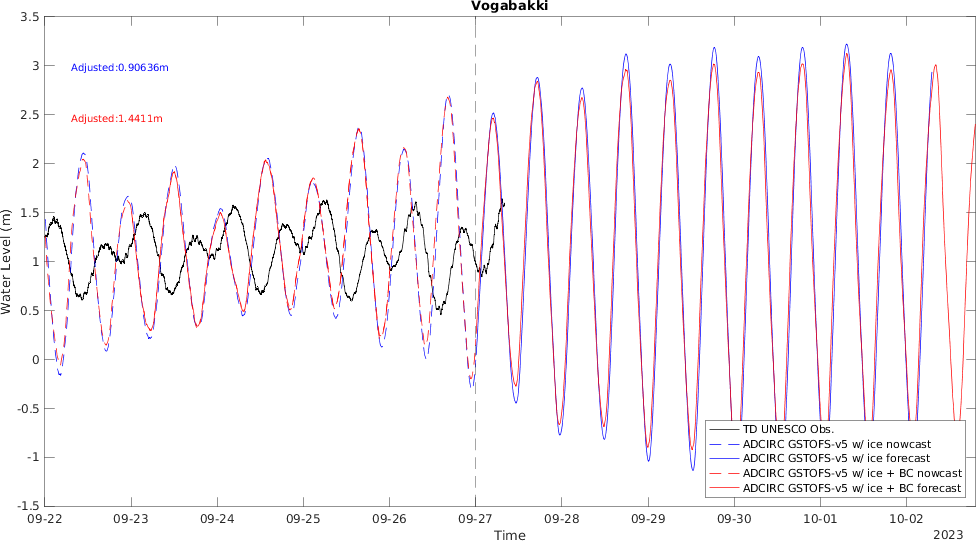 Vogabakki
3.5
3
2.5
2
1.5
1
0.5
0
-0.5
-1
-1.5
Water Level (m)
Adjusted:0.90636m
Adjusted:1.4411m
TD UNESCO Obs.
ADCIRC GSTOFS-v5 w/ ice nowcast
ADCIRC GSTOFS-v5 w/ ice forecast
ADCIRC GSTOFS-v5 w/ ice + BC nowcast
ADCIRC GSTOFS-v5 w/ ice + BC forecast
09-22 09-23 09-24 09-25 09-26 09-27 09-28 09-29 09-30 10-01 10-02
Time
2023